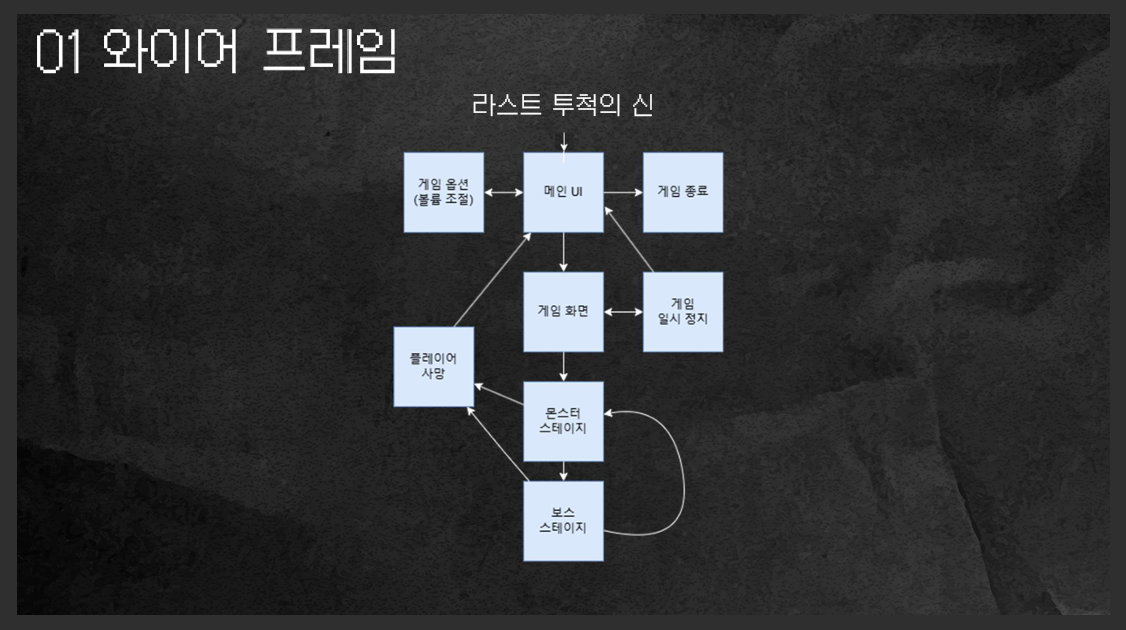 01 와이어 프레임
라스트 투척의 신
게임 옵션
(볼륨 조절)
메인 UI
게임 종료
게임 화면
게임
일시 정지
플레이어
사망
몬스터
스테이지
보스
스테이지